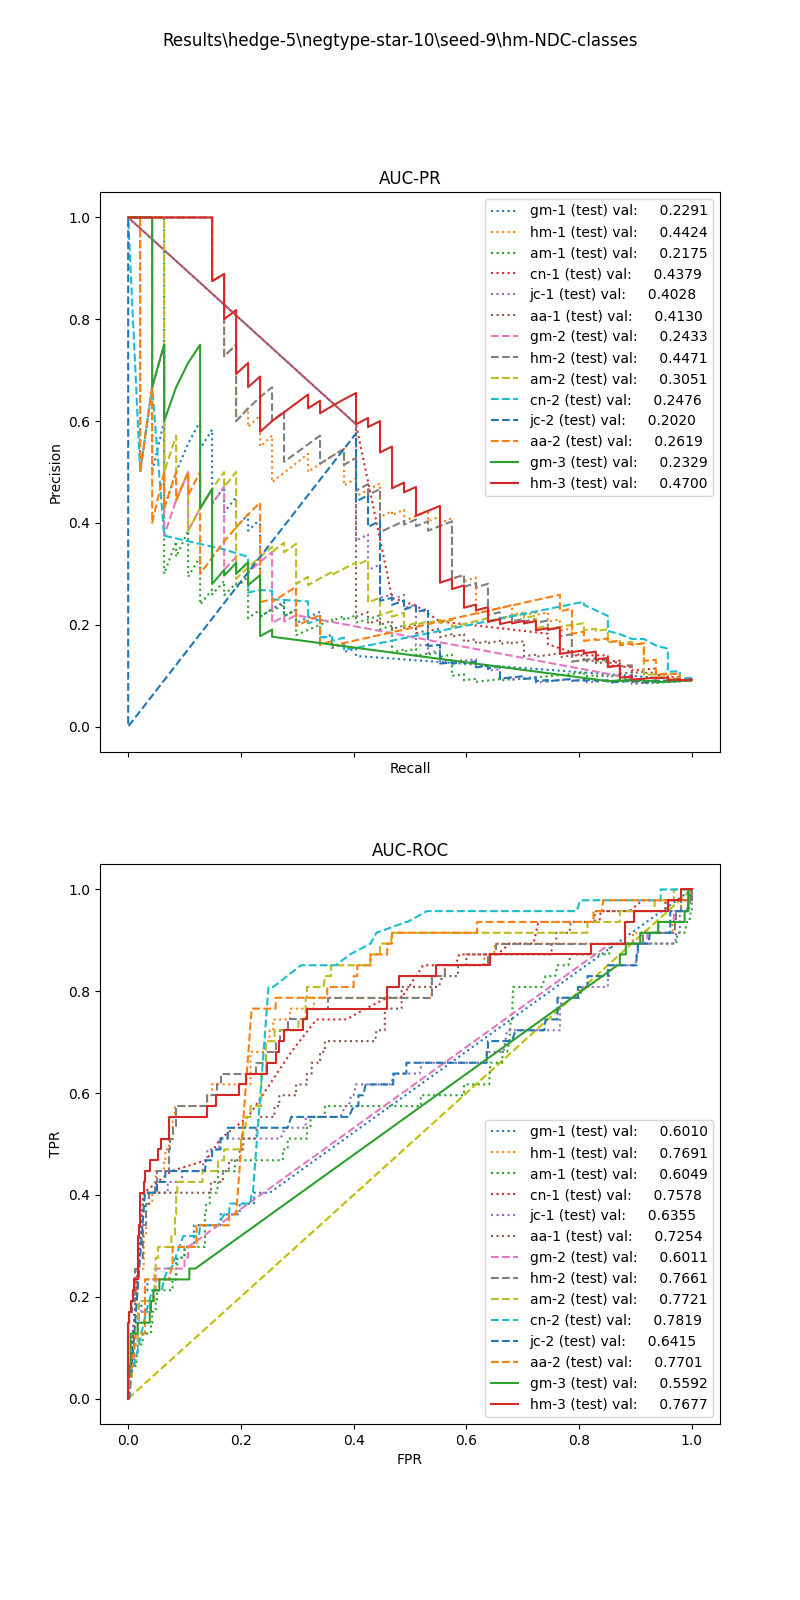 Results\hedge-5\negtype-star-10\seed-9\hm-NDC-classes
AUC-PR
1.0
0.8
0.6
0.4
0.2
0.0
Precision
Recall
gm-1 (test) val: 0.2291
hm-1 (test) val: 0.4424
am-1 (test) val: 0.2175
cn-1 (test) val: 0.4379
jc-1 (test) val: 0.4028
aa-1 (test) val: 0.4130
gm-2 (test) val: 0.2433
hm-2 (test) val: 0.4471
am-2 (test) val: 0.3051
cn-2 (test) val: 0.2476
jc-2 (test) val: 0.2020
aa-2 (test) val: 0.2619
gm-3 (test) val: 0.2329
hm-3 (test) val: 0.4700
AUC-ROC
1.0
0.8
0.6
0.4
0.2
0.0
TPR
gm-1 (test) val: 0.6010
hm-1 (test) val: 0.7691
am-1 (test) val: 0.6049
cn-1 (test) val: 0.7578
jc-1 (test) val: 0.6355
aa-1 (test) val: 0.7254
gm-2 (test) val: 0.6011
hm-2 (test) val: 0.7661
am-2 (test) val: 0.7721
cn-2 (test) val: 0.7819
jc-2 (test) val: 0.6415
aa-2 (test) val: 0.7701
gm-3 (test) val: 0.5592
hm-3 (test) val: 0.7677
0.0 0.2 0.4 0.6 0.8 1.0
FPR